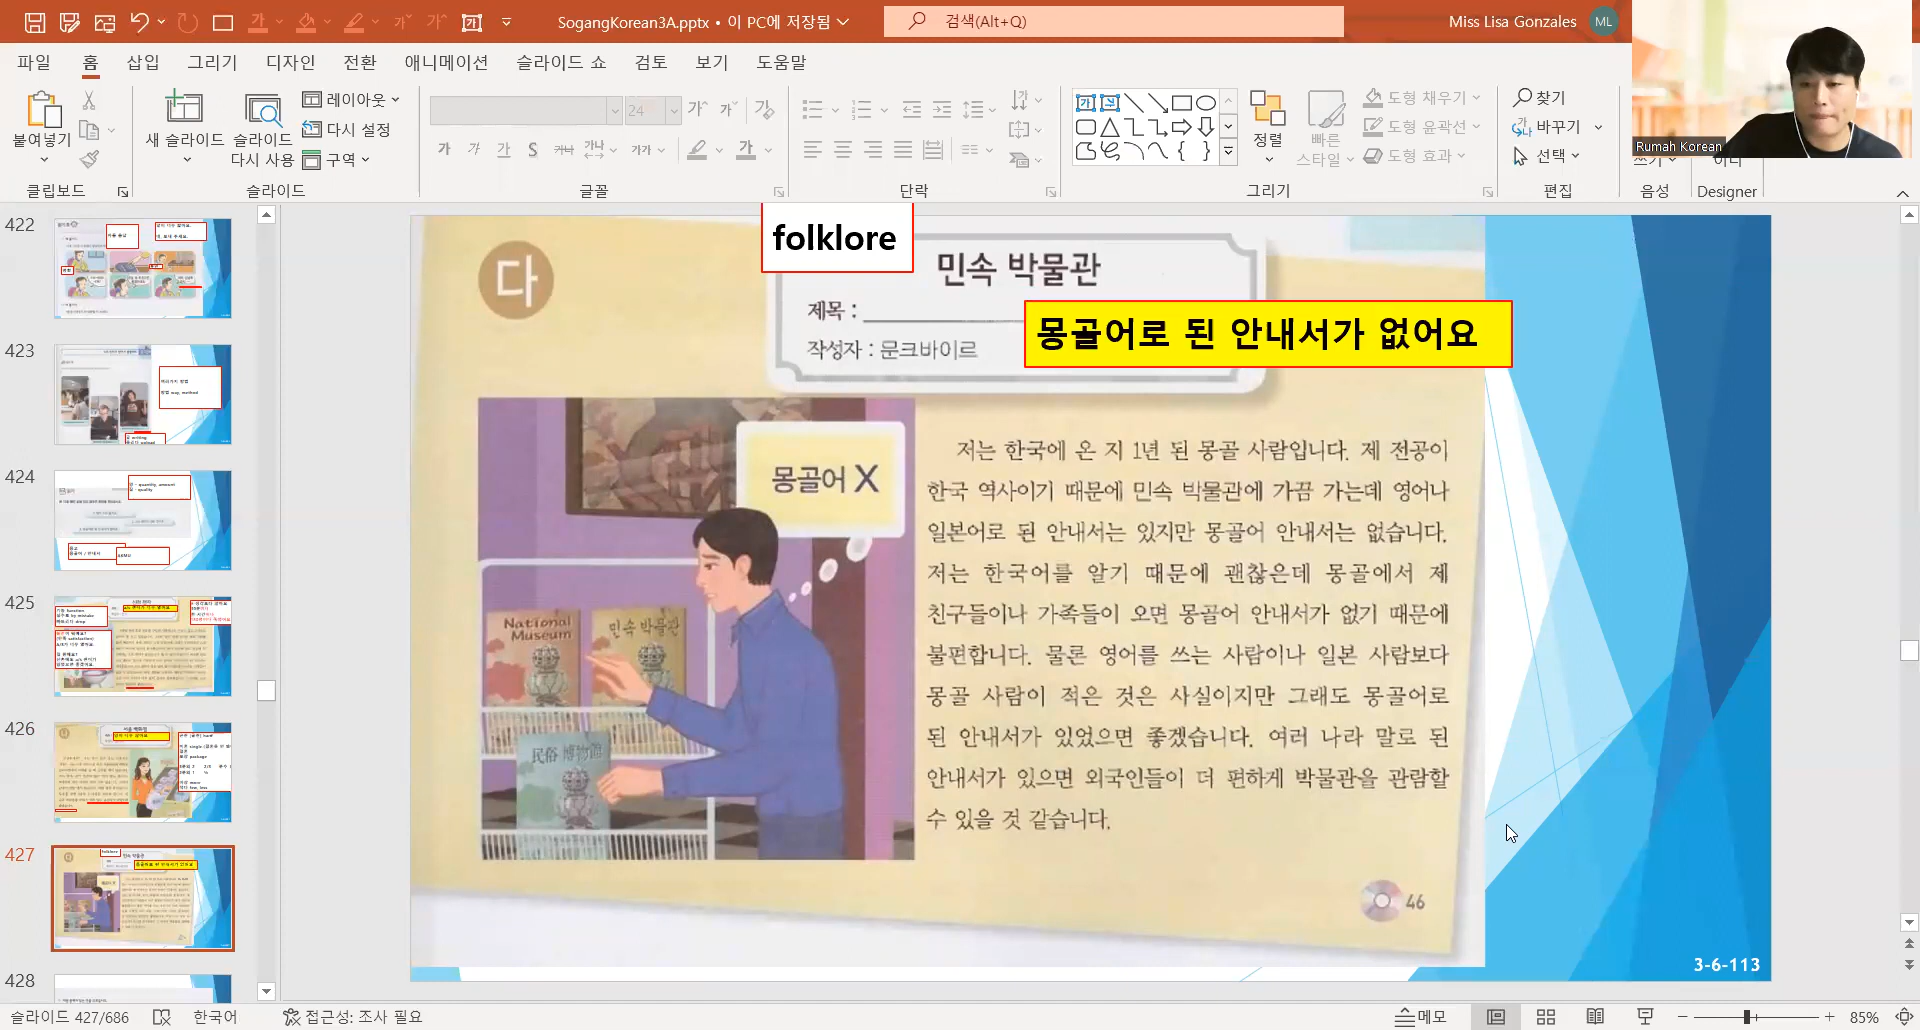 SogangKorean3A.pptx • 이 PC에 저장됨
검색(Alt+Q)
Miss Lisa Gonzales
ML
파일 홈 삽입 그리기 디자인 전환 애니메이션 슬라이드 쇼 검토 보기 도움말
붙여넣기
새 슬라이드
슬라이드 다시 사용
레이아웃
다시 설정
구역
24
정렬
빠른 스타일
도형 채우기
도형 윤곽선
도형 효과
찾기
바꾸기
선택
클립보드
슬라이드
글꼴
단락
그리기
편집
음성
Designer
Rumah Korean
422
423
424
425
426
427
428
folklore
다
민속 박물관
제목 :
몽골어로 된 안내서가 없어요
작성자 : 문크바이르
몽골어 X
National Museum
민속 박물관
民俗 博物館
저는 한국에 온 지 1년 된 몽골 사람입니다. 제 전공이
한국 역사이기 때문에 민속 박물관에 가끔 가는데 영어나
일본어로 된 안내서는 있지만 몽골어 안내서는 없습니다.
저는 한국어를 알기 때문에 괜찮은데 몽골에서 제
친구들이나 가족들이 오면 몽골어 안내서가 없기 때문에
불편합니다. 물론 영어를 쓰는 사람이나 일본 사람보다
몽골 사람이 적은 것은 사실이지만 그래도 몽골어로
된 안내서가 있었으면 좋겠습니다. 여러 나라 말로 된
안내서가 있으면 외국인들이 더 편하게 박물관을 관람할
수 있을 것 같습니다.
46
3-6-113
슬라이드 427/686
한국어
접근성: 조사 필요
메모
85%